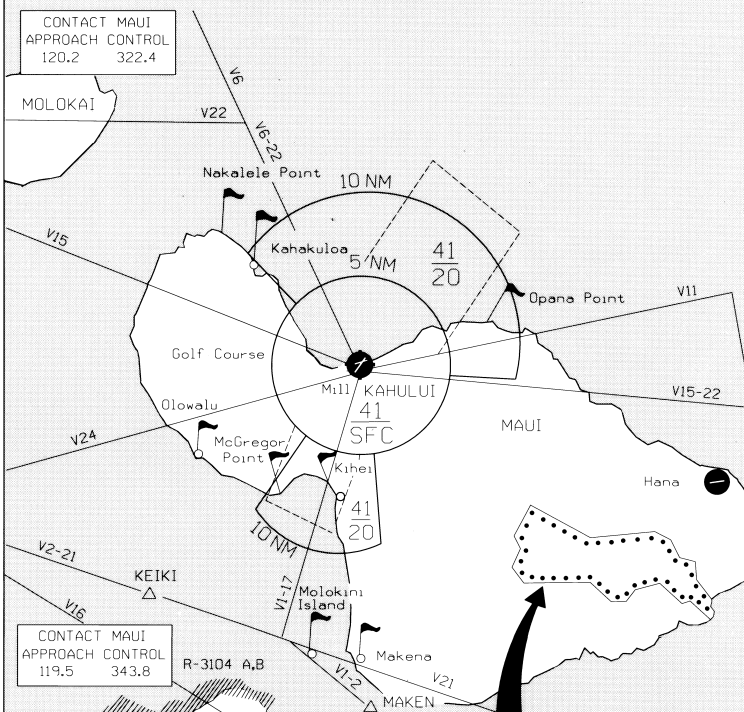 CONTACT MAUI
APPROACH CONTROL
120.2 322.4
MOLOKAI
V6
V22
V6-22
Nakalele Point
10 NM
V15
Kahakuloa
5 NM
41
20
Opana Point
V11
Golf Course
Mill
KAHULUI
41
SFC
V15-22
Olowalu
MAUI
V24
McGregor
Point
Kihei
Hana
41
20
10 NM
V2-21
KEIKI
V1-17
V16
Molokini
Island
CONTACT MAUI
APPROACH CONTROL
119.5 343.8
R-3104 A,B
Makena
V1-2
V21
MAKEN